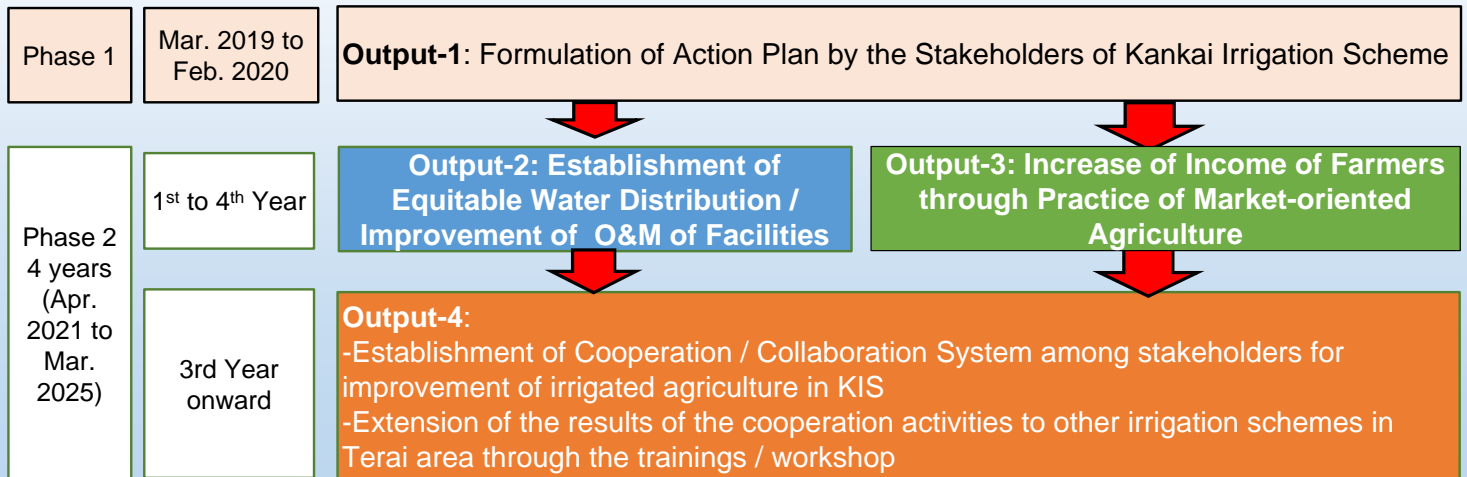 Phase 1
Mar. 2019 to
Feb. 2020
Output-1: Formulation of Action Plan by the Stakeholders of Kankai Irrigation Scheme
Phase 2
4 years
(Apr.
2021 to
Mar.
2025)
1st to 4th Year
Output-2: Establishment of
Equitable Water Distribution /
Improvement of O&M of Facilities
Output-3: Increase of Income of Farmers
through Practice of Market-oriented
Agriculture
3rd Year
onward
Output-4:
-Establishment of Cooperation / Collaboration System among stakeholders for
improvement of irrigated agriculture in KIS
-Extension of the results of the cooperation activities to other irrigation schemes in
Terai area through the trainings / workshop